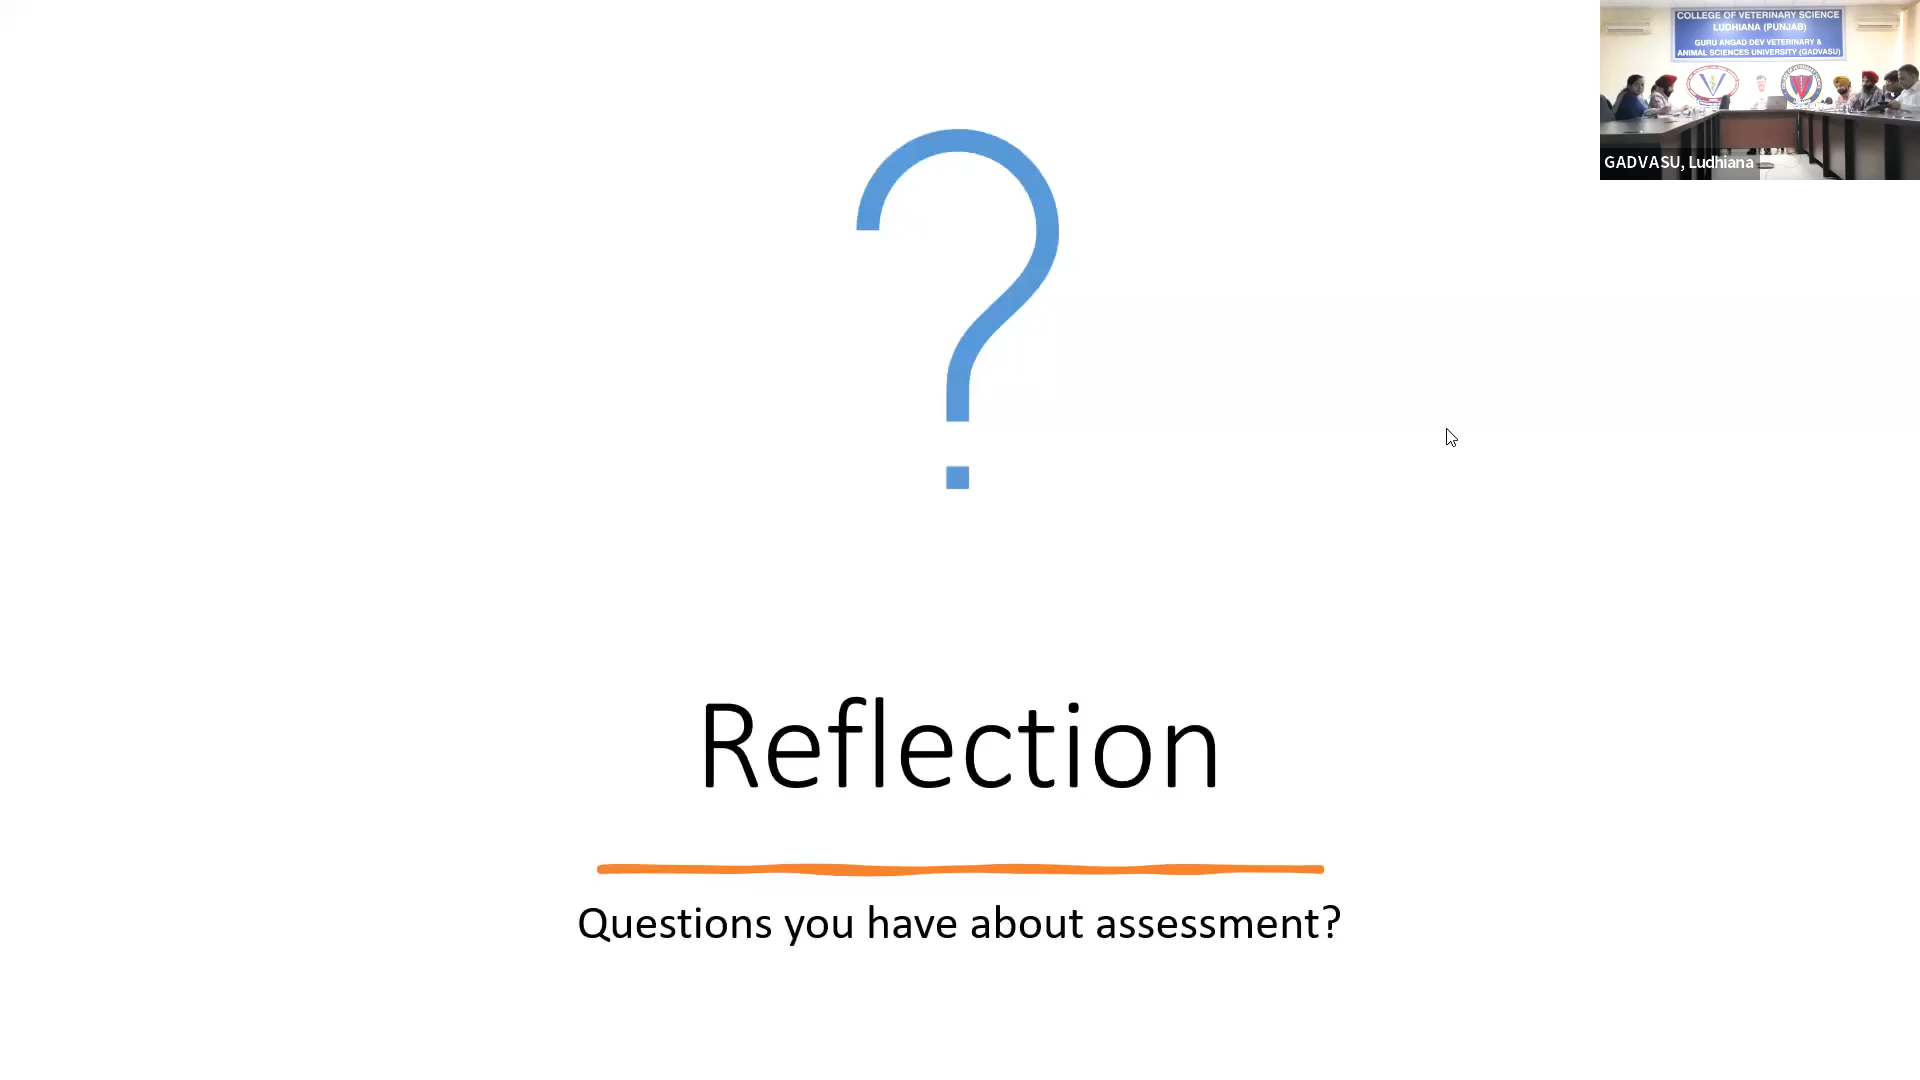 COLLEGE OF VETERINARY SCIENCE
LUDHIANA (PUNJAB)
GURU ANGAD DEV VETERINARY &
ANIMAL SCIENCES UNIVERSITY (GADVASU)
GADVASU, Ludhiana
?
Reflection
Questions you have about assessment?